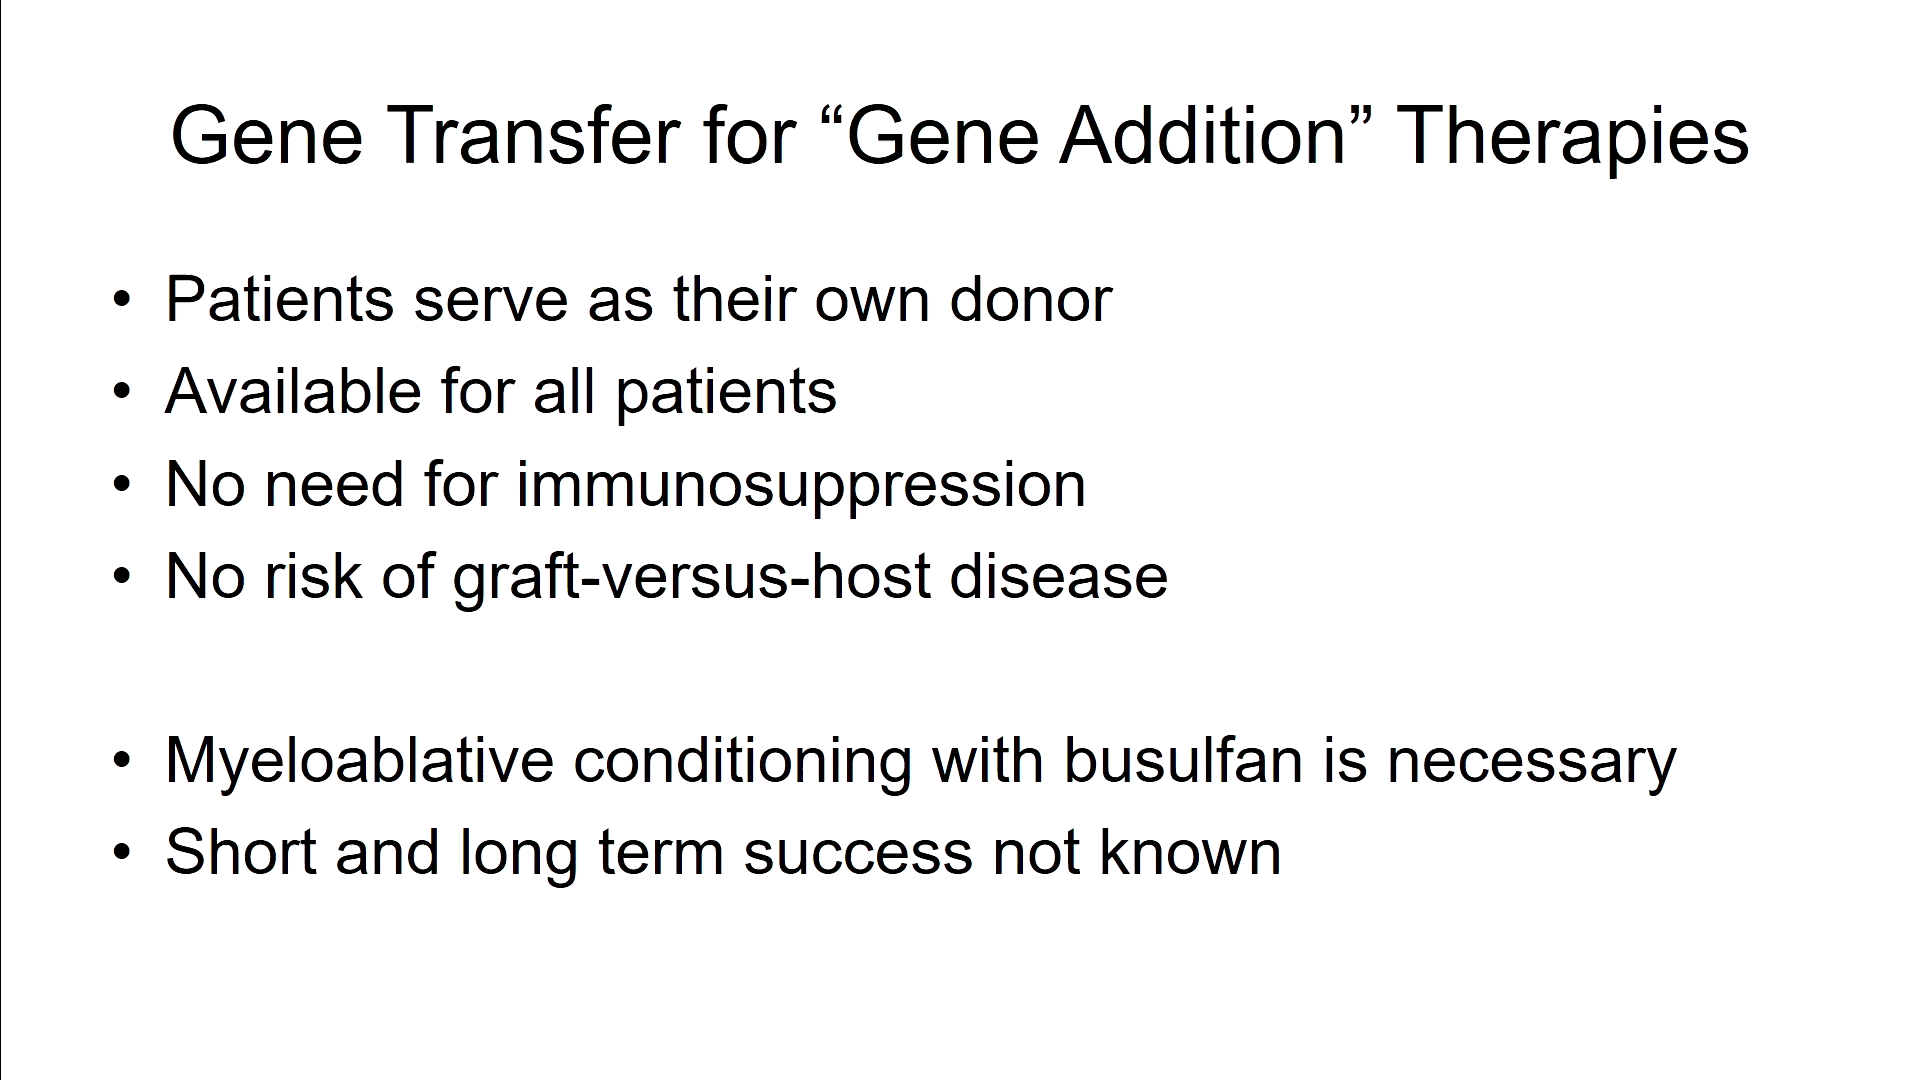 Gene Transfer for “Gene Addition” Therapies
• Patients serve as their own donor
• Available for all patients
• No need for immunosuppression
• No risk of graft-versus-host disease
• Myeloablative conditioning with busulfan is necessary
• Short and long term success not known